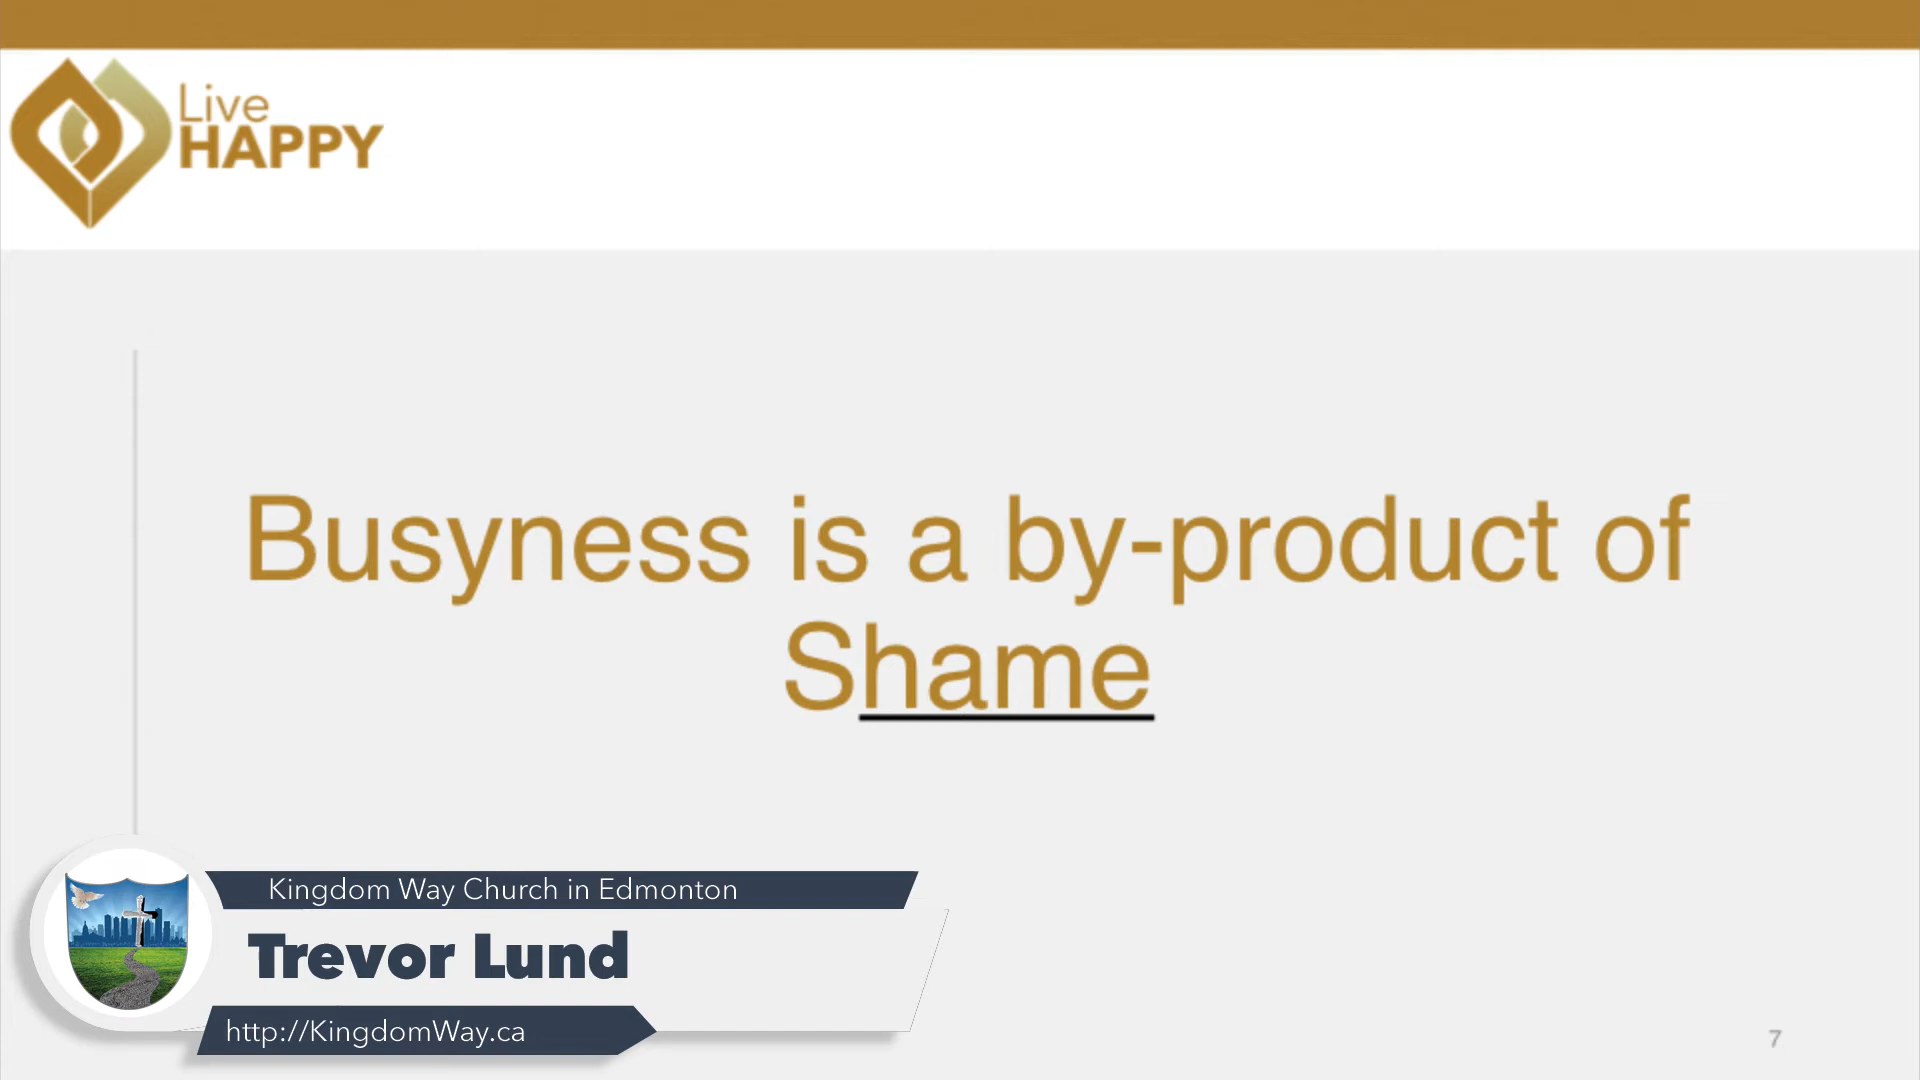 Live
HAPPY
Busyness is a by-product of
Shame
Kingdom Way Church in Edmonton
Trevor Lund
http://KingdomWay.ca
7